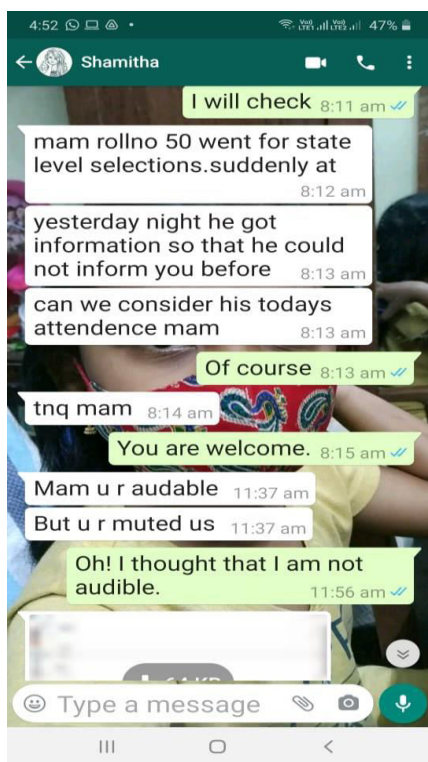 4:52 47%
Shamitha
I will check 8:11 am
mam rollno 50 went for state
level selections.suddenly at
8:12 am
yesterday night he got
information so that he could
not inform you before 8:13 am
can we consider his todays
attendence mam 8:13 am
Of course 8:13 am
tnq mam 8:14 am
You are welcome. 8:15 am
Mam u r audable 11:37 am
But u r muted us 11:37 am
Oh! I thought that I am not
audible. 11:56 am
Type a message